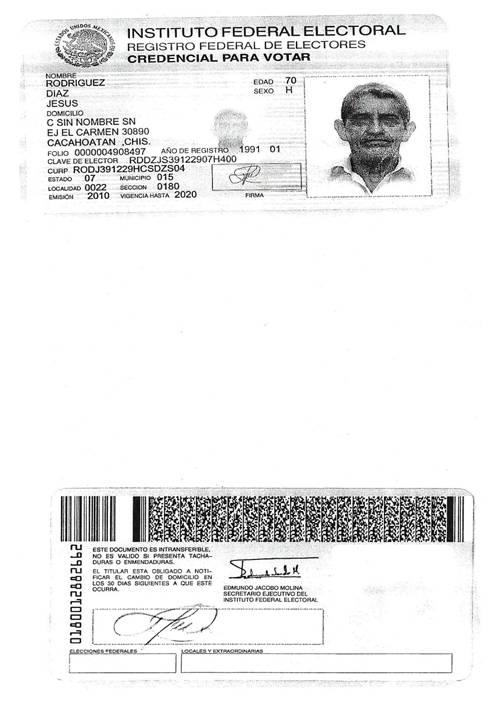 ESTADOS UNIDOS MEXICANOS
INSTITUTO FEDERAL ELECTORAL
REGISTRO FEDERAL DE ELECTORES
CREDENCIAL PARA VOTAR
NOMBRE
RODRIGUEZ
DIAZ
JESUS
EDAD 70
SEXO H
DOMICILIO
C SIN NOMBRE SN
EJ EL CARMEN 30890
CACAHOATAN ,CHIS.
FOLIO 0000004908497 AÑO DE REGISTRO 1991 01
CLAVE DE ELECTOR RDDZJS39122907H400
CURP RODJ391229HCSDZS04
ESTADO 07 MUNICIPIO 015
LOCALIDAD 0022 SECCION 0180
EMISIÓN 2010 VIGENCIA HASTA 2020
FIRMA
ESTE DOCUMENTO ES INTRANSFERIBLE,
NO ES VALIDO SI PRESENTA TACHA-
DURAS O ENMENDADURAS.
EL TITULAR ESTA OBLIGADO A NOTI-
FICAR EL CAMBIO DE DOMICILIO EN
LOS 30 DIAS SIGUIENTES A QUE ESTE
OCURRA.
EDMUNDO JACOBO MOLINA
SECRETARIO EJECUTIVO DEL
INSTITUTO FEDERAL ELECTORAL
ELECCIONES FEDERALES
LOCALES Y EXTRAORDINARIAS